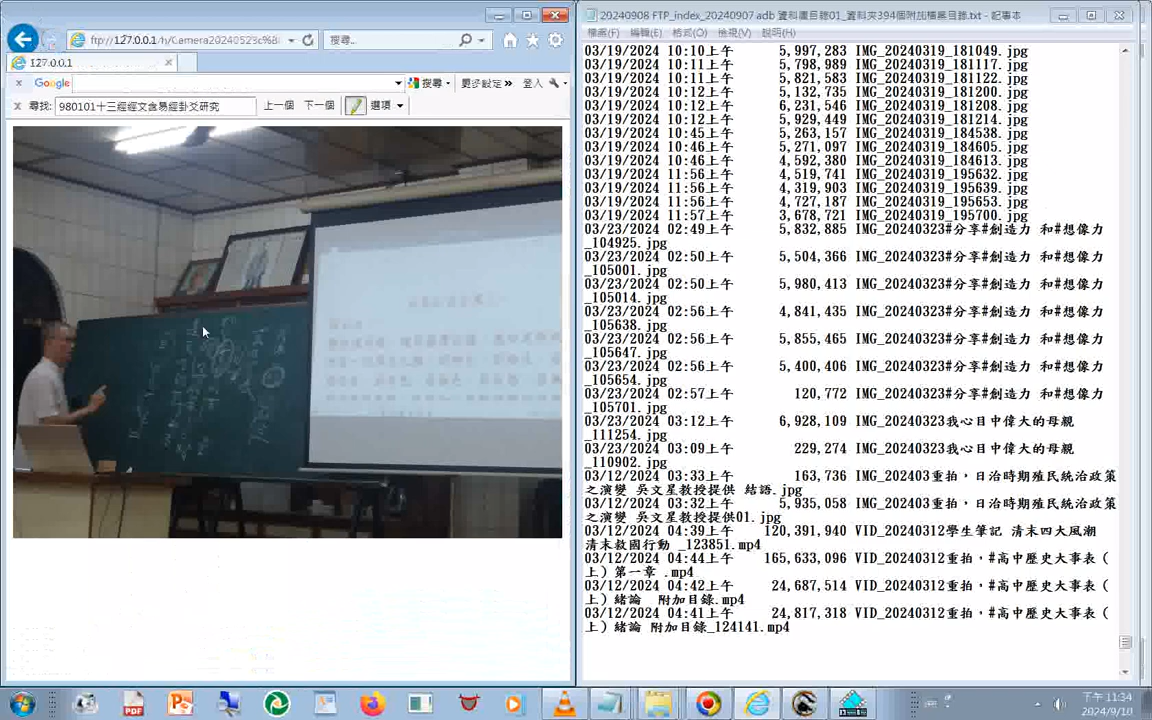 20240908 FTP_index_20240907 adb 資料庫目錄01_資料夾394個附加檔案目錄.txt - 記事本
ftp://127.0.0.1/h/Camera20240523c%8l
搜尋...
127.0.0.1
檔案(F) 編輯(E) 格式(O) 檢視(V) 說明(H)
Google
搜尋
更多設定 »
登入
尋找: 980101十三經經文含易經卦爻研究
上一個 下一個
選項
03/19/2024 10:10上午 5,997,283 IMG_20240319_181049.jpg
03/19/2024 10:11上午 5,798,989 IMG_20240319_181117.jpg
03/19/2024 10:11上午 5,821,583 IMG_20240319_181122.jpg
03/19/2024 10:12上午 5,132,735 IMG_20240319_181200.jpg
03/19/2024 10:12上午 6,231,546 IMG_20240319_181208.jpg
03/19/2024 10:12上午 5,929,449 IMG_20240319_181214.jpg
03/19/2024 10:45上午 5,263,157 IMG_20240319_184538.jpg
03/19/2024 10:46上午 5,271,097 IMG_20240319_184605.jpg
03/19/2024 10:46上午 4,592,380 IMG_20240319_184613.jpg
03/19/2024 11:56上午 4,519,741 IMG_20240319_195632.jpg
03/19/2024 11:56上午 4,319,903 IMG_20240319_195639.jpg
03/19/2024 11:56上午 4,727,187 IMG_20240319_195653.jpg
03/19/2024 11:57上午 3,678,721 IMG_20240319_195700.jpg
03/23/2024 02:49上午 5,832,885 IMG_20240323#分享#創造力 和#想像力
_104925.jpg
03/23/2024 02:50上午 5,504,366 IMG_20240323#分享#創造力 和#想像力
_105001.jpg
03/23/2024 02:50上午 5,980,413 IMG_20240323#分享#創造力 和#想像力
_105014.jpg
03/23/2024 02:56上午 4,841,435 IMG_20240323#分享#創造力 和#想像力
_105638.jpg
03/23/2024 02:56上午 5,855,465 IMG_20240323#分享#創造力 和#想像力
_105647.jpg
03/23/2024 02:56上午 5,400,406 IMG_20240323#分享#創造力 和#想像力
_105654.jpg
03/23/2024 02:57上午 120,772 IMG_20240323#分享#創造力 和#想像力
_105701.jpg
03/23/2024 03:12上午 6,928,109 IMG_20240323我心目中偉大的母親
_111254.jpg
03/23/2024 03:09上午 229,274 IMG_20240323我心目中偉大的母親
_110902.jpg
03/12/2024 03:33上午 163,736 IMG_202403重拍，日治時期殖民統治政策
之演變 吳文星教授提供 結語.jpg
03/12/2024 03:32上午 5,935,058 IMG_202403重拍，日治時期殖民統治政策
之演變 吳文星教授提供01.jpg
03/12/2024 04:39上午 120,391,940 VID_20240312學生筆記 清末四大風潮
清末救國行動 _123851.mp4
03/12/2024 04:44上午 165,633,096 VID_20240312重拍，#高中歷史大事表（
上）第一章 .mp4
03/12/2024 04:42上午 24,687,514 VID_20240312重拍，#高中歷史大事表（
上）緒論 附加目錄.mp4
03/12/2024 04:41上午 24,817,318 VID_20240312重拍，#高中歷史大事表（
上）緒論 附加目錄_124141.mp4
下午 11:34
2024/9/10